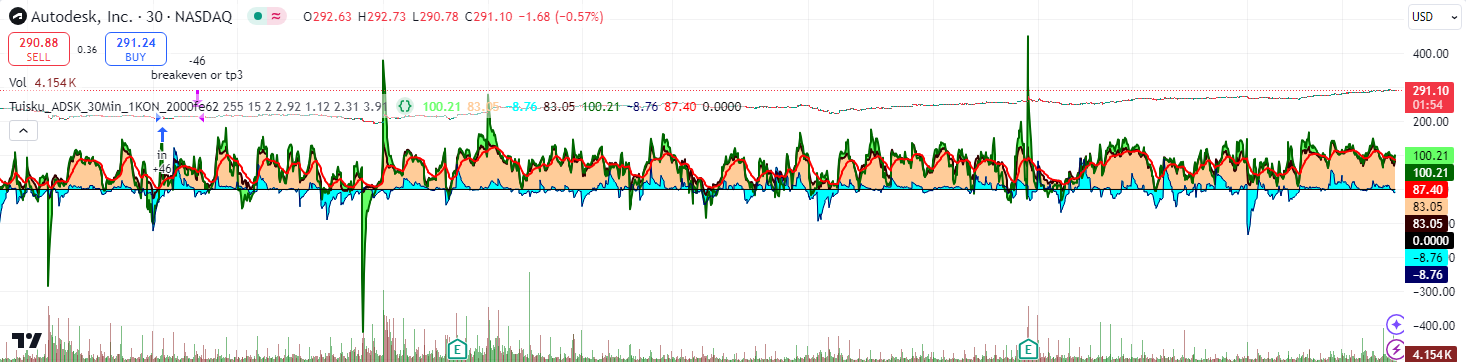 Autodesk, Inc. · 30 · NASDAQ O292.63 H292.73 L290.78 C291.10 −1.68 (−0.57%)
USD
290.88
SELL
0.36
291.24
BUY
-46
breakeven or tp3
Vol 4.154K
Tuisku_ADSK_30Min_1KON_2000fe62 255 15 2 2.92 1.12 2.31 3.91 100.21 83.05 −8.76 83.05 100.21 −8.76 87.40 0.0000
in
+46
400.00
291.10
01:54
200.00
100.21
100.21
87.40
83.05
83.05
0.0000
−8.76
−8.76
−300.00
−400.00
4.154K
E
E